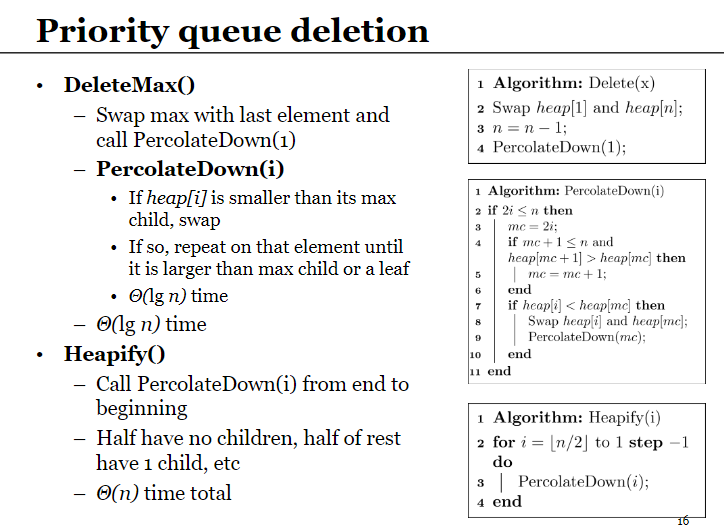 Priority queue deletion
• DeleteMax()
– Swap max with last element and
call PercolateDown(1)
– PercolateDown(i)
• If heap[i] is smaller than its max
child, swap
• If so, repeat on that element until
it is larger than max child or a leaf
• Θ(lg n) time
– Θ(lg n) time
• Heapify()
– Call PercolateDown(i) from end to
beginning
– Half have no children, half of rest
have 1 child, etc
– Θ(n) time total
1 Algorithm: Delete(x)
2 Swap heap[1] and heap[n];
3 n = n − 1;
4 PercolateDown(1);
1 Algorithm: PercolateDown(i)
2 if 2i ≤ n then
3 mc = 2i;
4 if mc + 1 ≤ n and
heap[mc + 1] > heap[mc] then
5 mc = mc + 1;
6 end
7 if heap[i] < heap[mc] then
8 Swap heap[i] and heap[mc];
9 PercolateDown(mc);
10 end
11 end
1 Algorithm: Heapify(i)
2 for i = ⌊n/2⌋ to 1 step −1
do
3 PercolateDown(i);
4 end
16